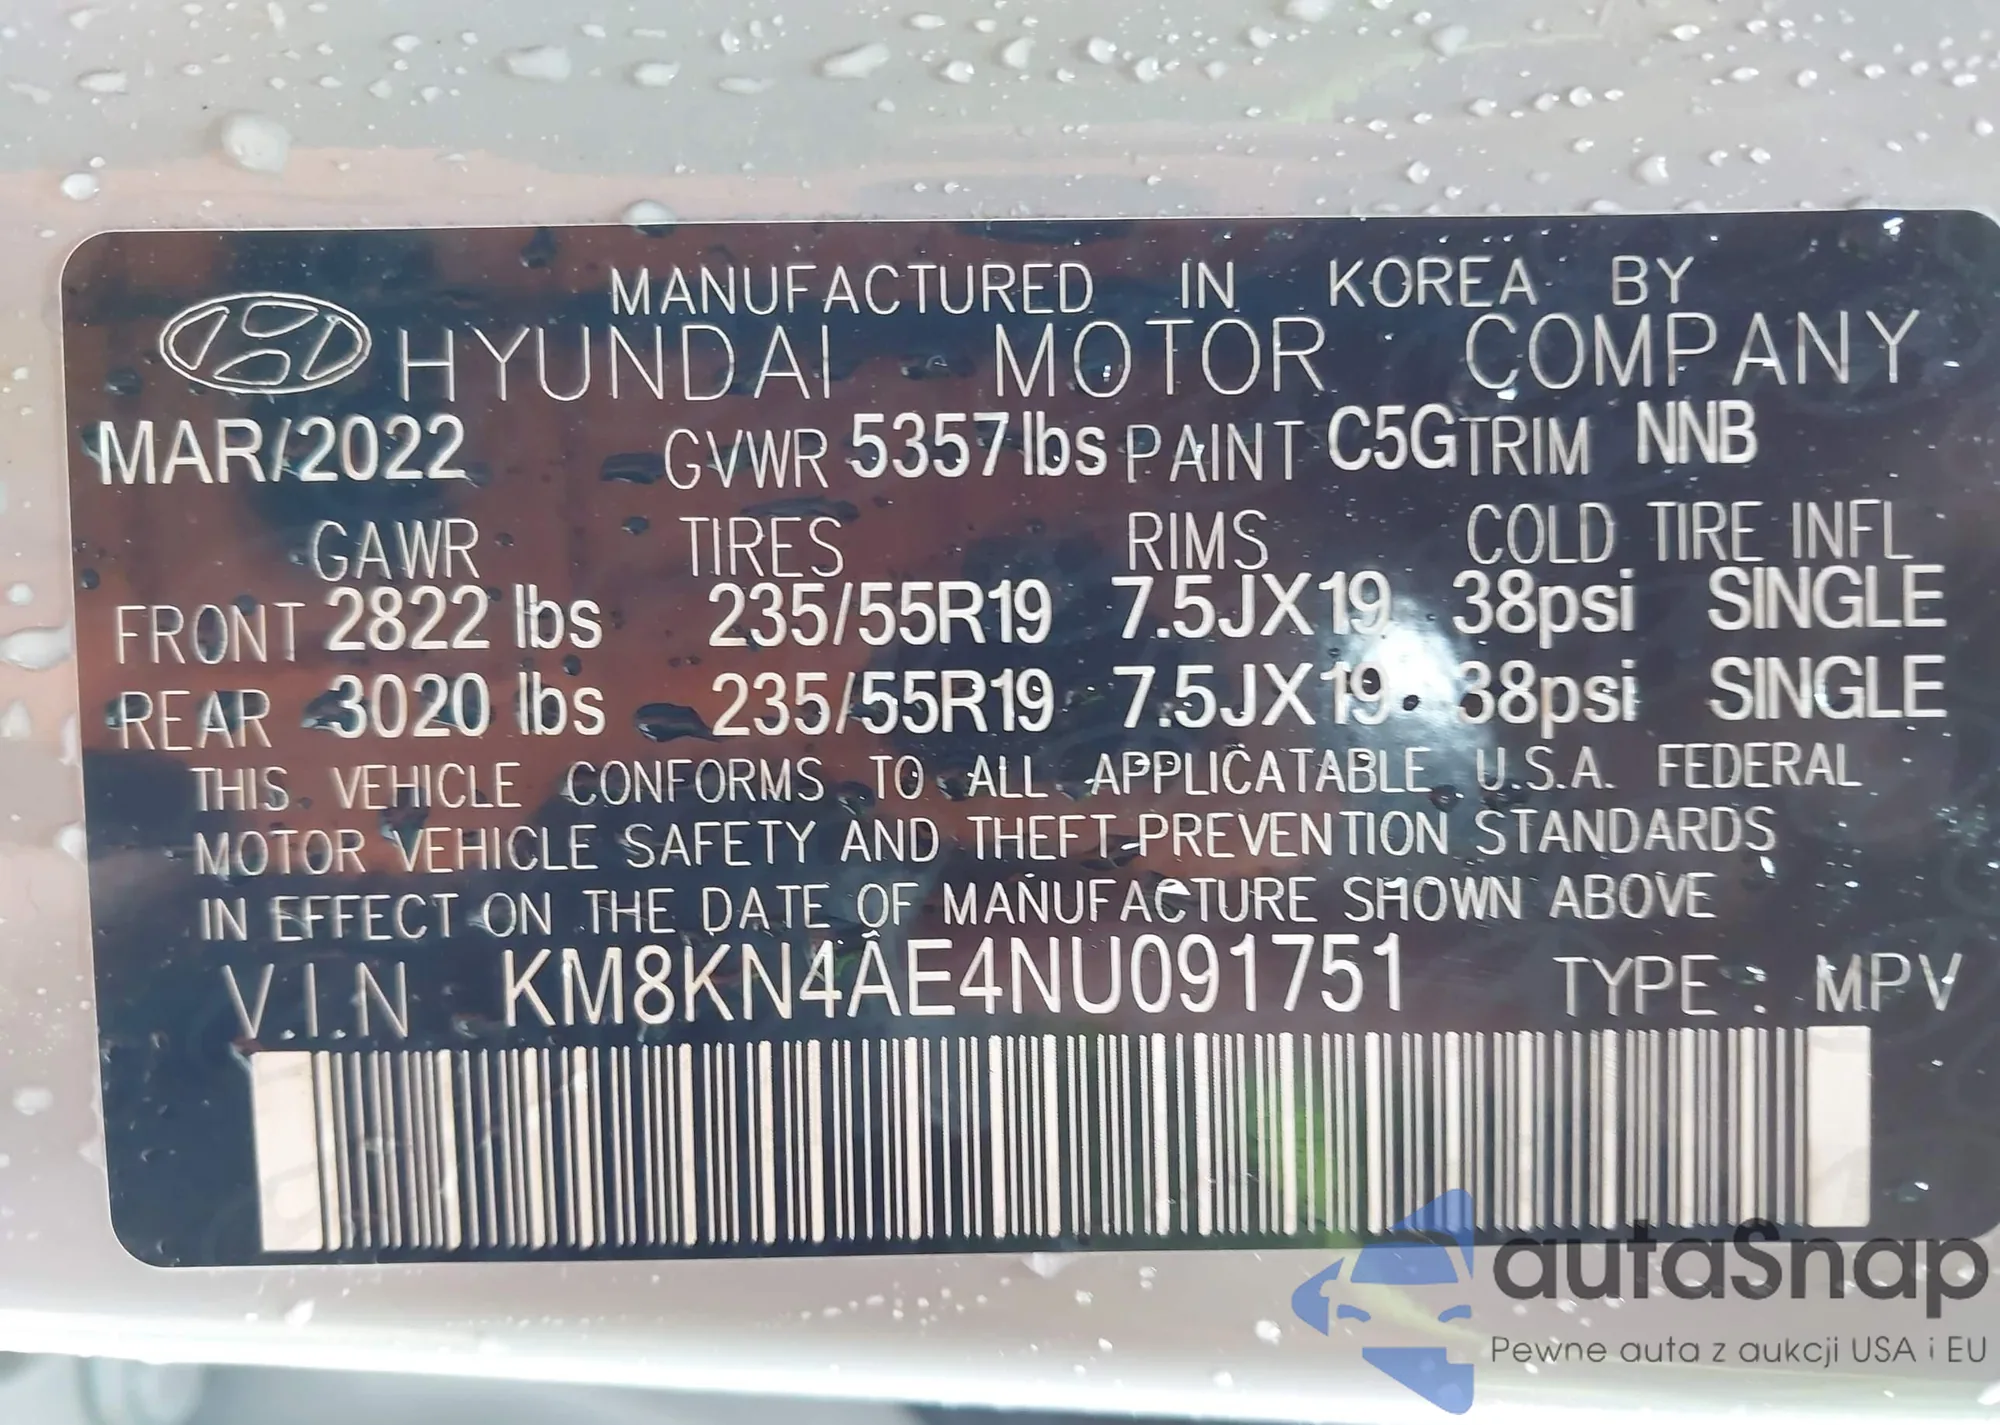 MANUFACTURED IN KOREA BY
HYUNDAI MOTOR COMPANY
MAR/2022 GVWR 5357lbs PAINT C5G TRIM NNB
GAWR TIRES RIMS COLD TIRE INFL
FRONT 2822 lbs 235/55R19 7.5JX19 38psi SINGLE
REAR 3020 lbs 235/55R19 7.5JX19 38psi SINGLE
THIS VEHICLE CONFORMS TO ALL APPLICATABLE U.S.A. FEDERAL
MOTOR VEHICLE SAFETY AND THEFT PREVENTION STANDARDS
IN EFFECT ON THE DATE OF MANUFACTURE SHOWN ABOVE
V.I.N KM8KN4AE4NU091751 TYPE : MPV
autaSnap
Pewne auta z aukcji USA i EU